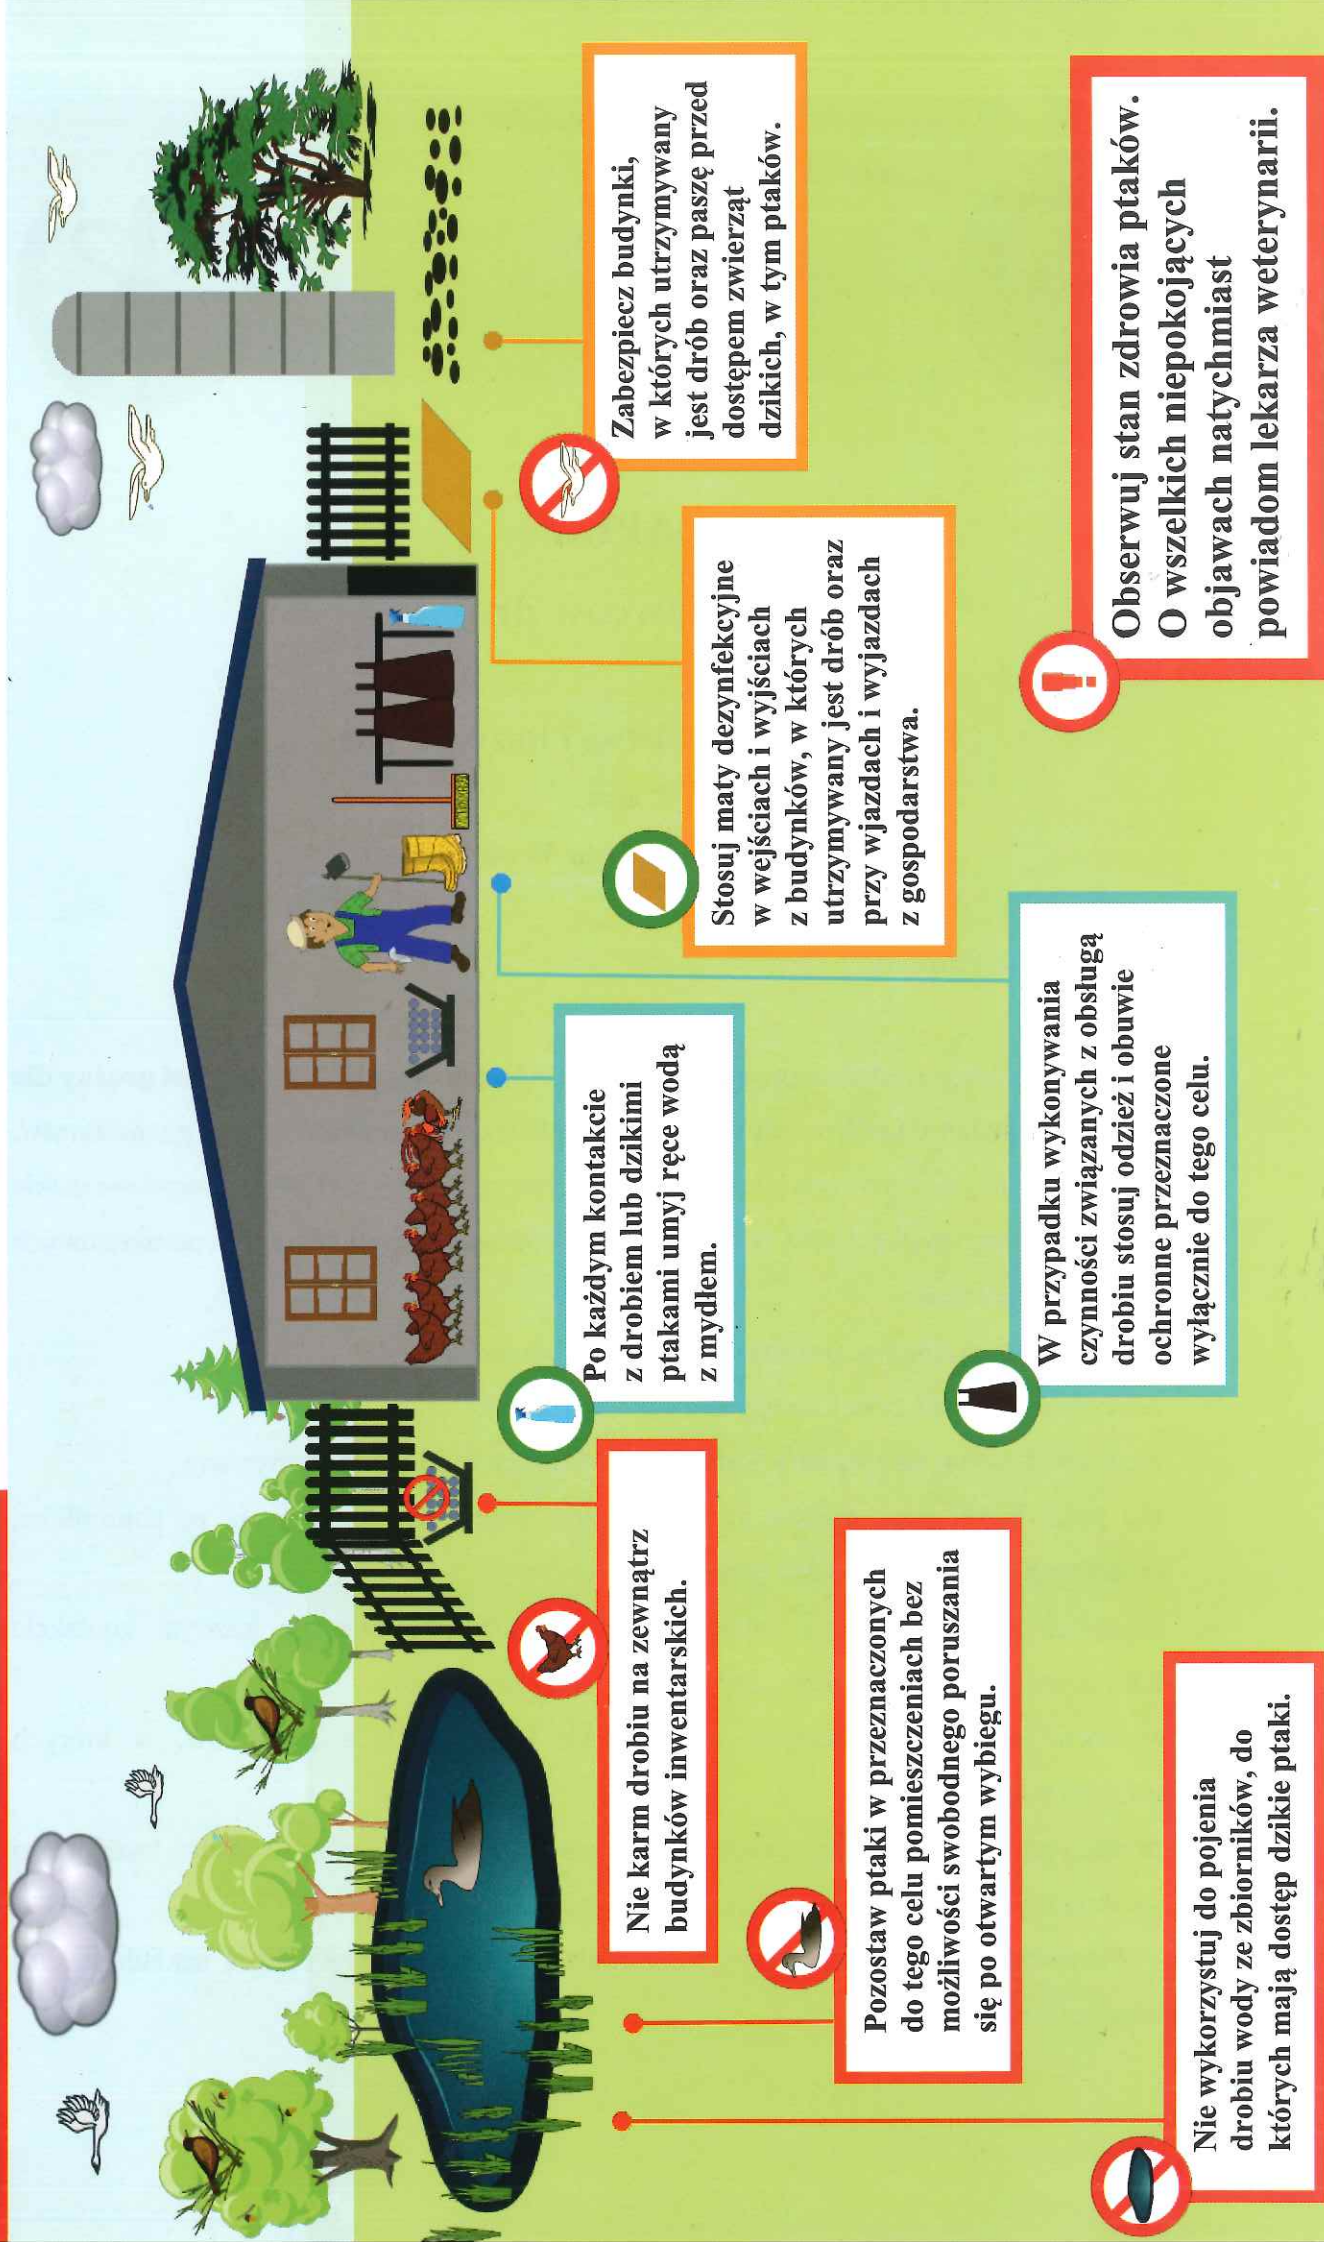 Nie karm drobiu na zewnątrz
budynków inwentarskich.
Po każdym kontakcie
z drobiem lub dzikimi
ptakami umyj ręce wodą
z mydłem.
Zabezpiecz budynki,
w których utrzymywany
jest drób oraz paszę przed
dostępem zwierząt
dzikich, w tym ptaków.
Stosuj maty dezynfekcyjne
w wejściach i wyjściach
z budynków, w których
utrzymywany jest drób oraz
przy wjazdach i wyjazdach
z gospodarstwa.
Pozostaw ptaki w przeznaczonych
do tego celu pomieszczeniach bez
możliwości swobodnego poruszania
się po otwartym wybiegu.
W przypadku wykonywania
czynności związanych z obsługą
drobiu stosuj odzież i obuwie
ochronne przeznaczone
wyłącznie do tego celu.
Nie wykorzystuj do pojenia
drobiu wody ze zbiorników, do
których mają dostęp dzikie ptaki.
Obserwuj stan zdrowia ptaków.
O wszelkich niepokojących
objawach natychmiast
powiadom lekarza weterynarii.